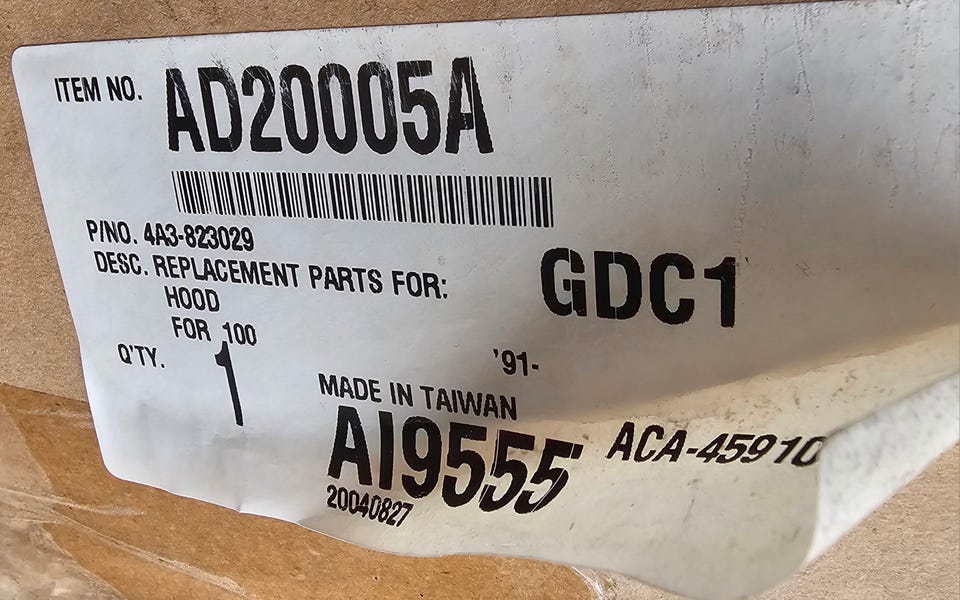 ITEM NO. AD20005A
P/NO. 4A3-823029
DESC. REPLACEMENT PARTS FOR:
GDC1
HOOD
FOR 100
Q'TY. 1
'91-
MADE IN TAIWAN
AI9555 ACA-45910
20040827